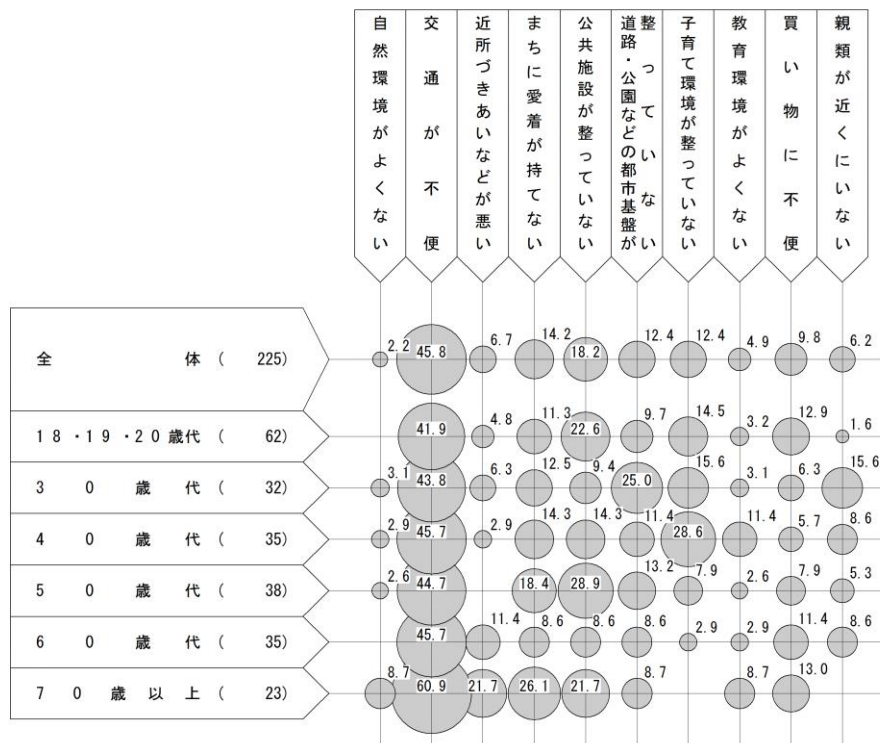 自然環境がよくない
交通が不便
近所づきあいなどが悪い
まちに愛着が持てない
公共施設が整っていない
道路・公園などの都市基盤が
整っていない
子育て環境が整っていない
教育環境がよくない
買い物に不便
親類が近くにいない
全体 ( 225)
2.2 45.8 6.7 14.2 18.2 12.4 12.4 4.9 9.8 6.2
18・19・20歳代 ( 62)
41.9 4.8 11.3 22.6 9.7 14.5 3.2 12.9 1.6
30歳代 ( 32)
3.1 43.8 6.3 12.5 9.4 25.0 15.6 3.1 6.3 15.6
40歳代 ( 35)
2.9 45.7 2.9 14.3 14.3 11.4 28.6 11.4 5.7 8.6
50歳代 ( 38)
2.6 44.7 18.4 28.9 13.2 7.9 2.6 7.9 5.3
60歳代 ( 35)
45.7 11.4 8.6 8.6 8.6 2.9 2.9 11.4 8.6
70歳以上 ( 23)
8.7 60.9 21.7 26.1 21.7 8.7 8.7 13.0